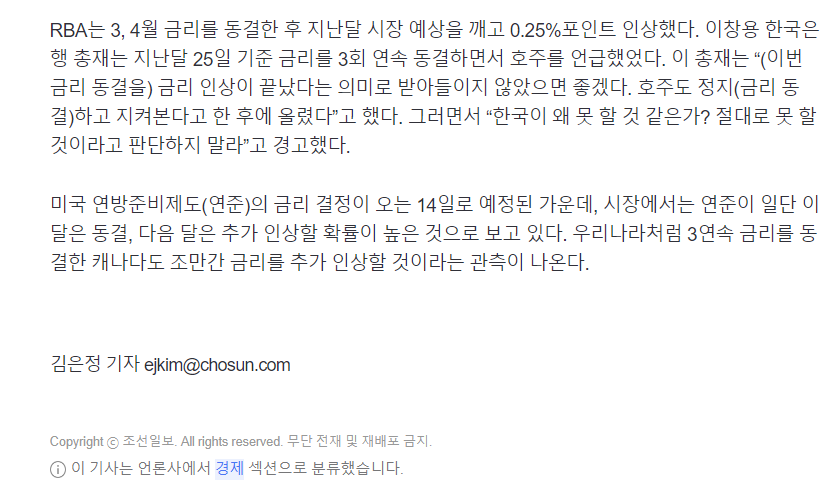 RBA는 3, 4월 금리를 동결한 후 지난달 시장 예상을 깨고 0.25%포인트 인상했다. 이창용 한국은
행 총재는 지난달 25일 기준 금리를 3회 연속 동결하면서 호주를 언급했었다. 이 총재는 “(이번
금리 동결을) 금리 인상이 끝났다는 의미로 받아들이지 않았으면 좋겠다. 호주도 정지(금리 동
결)하고 지켜본다고 한 후에 올렸다”고 했다. 그러면서 “한국이 왜 못 할 것 같은가? 절대로 못 할
것이라고 판단하지 말라”고 경고했다.
미국 연방준비제도(연준)의 금리 결정이 오는 14일로 예정된 가운데, 시장에서는 연준이 일단 이
달은 동결, 다음 달은 추가 인상할 확률이 높은 것으로 보고 있다. 우리나라처럼 3연속 금리를 동
결한 캐나다도 조만간 금리를 추가 인상할 것이라는 관측이 나온다.
김은정 기자 ejkim@chosun.com
Copyright ⓒ 조선일보. All rights reserved. 무단 전재 및 재배포 금지.
이 기사는 언론사에서 경제 섹션으로 분류했습니다.